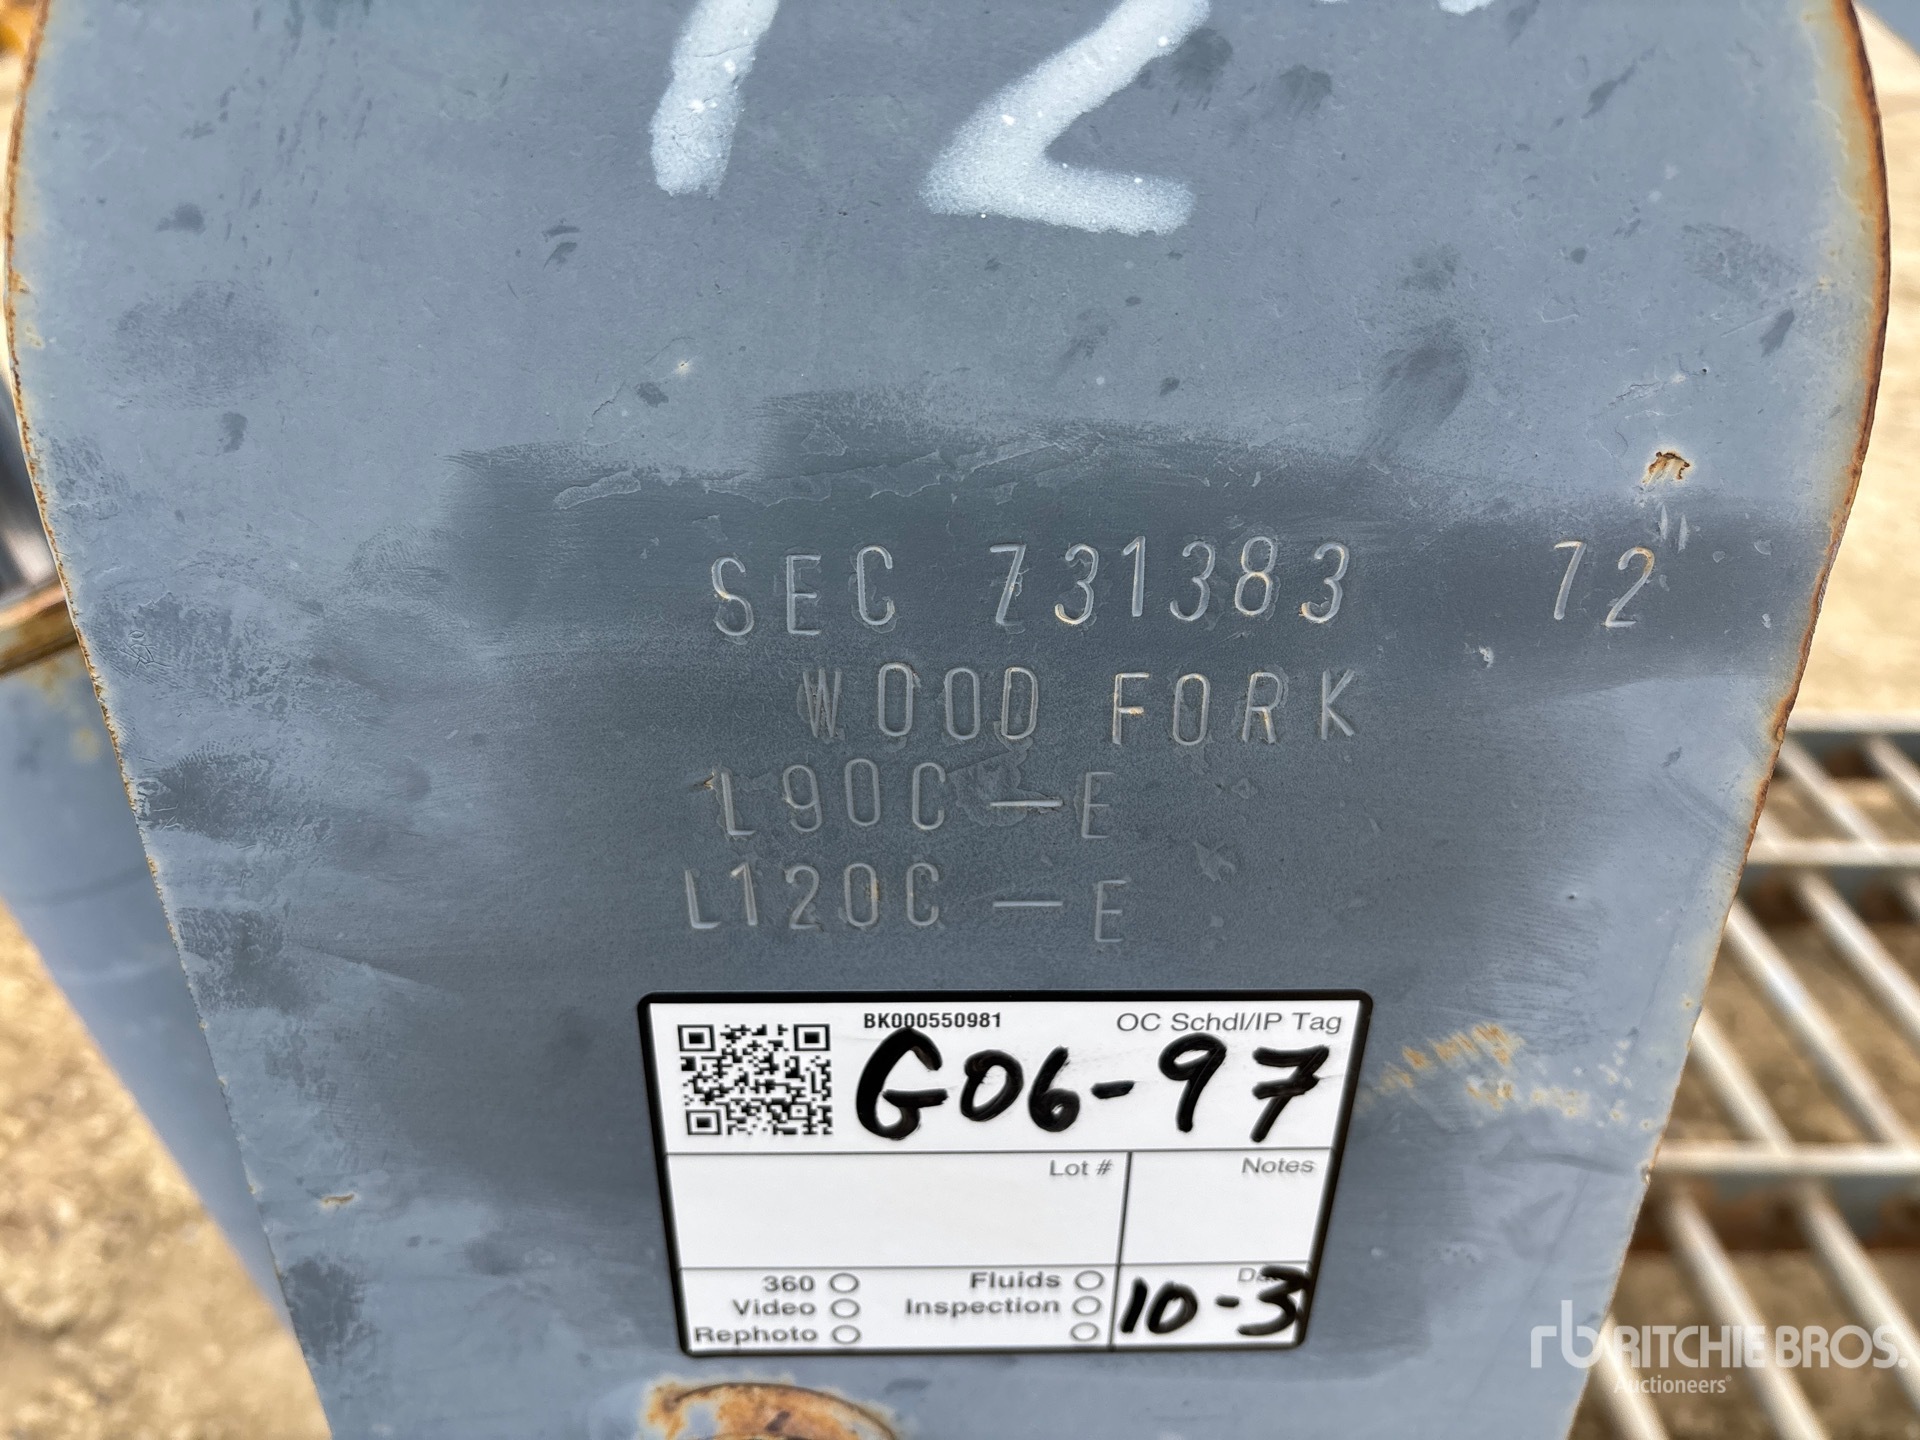 72"
SEC 731383 72"
WOOD FORK
L90C - E
L120C - E
BK000550981 OC Schdl/IP Tag
G06-97
Lot # Notes
360 Fluids
Video Inspection
Rephoto
10-3
rb RITCHIE BROS.
Auctioneers